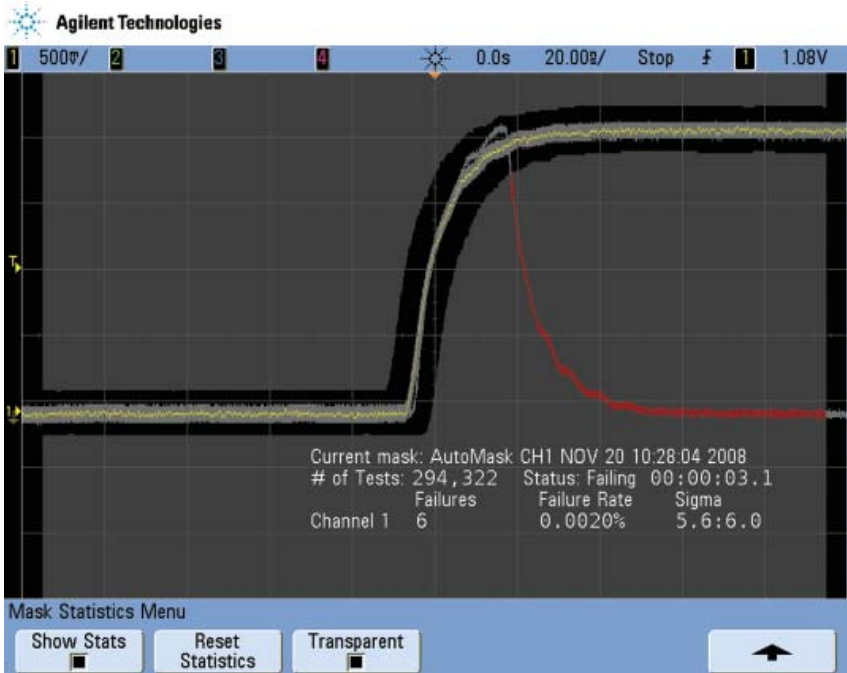 Agilent Technologies
1 500mV/ 2 3 4 0.0s 20.00s/ Stop 1 1.08V
T
1
Current mask: AutoMask CH1 NOV 20 10:28:04 2008
# of Tests: 294,322 Status: Failing 00:00:03.1
Failures Failure Rate Sigma
Channel 1 6 0.0020% 5.6:6.0
Mask Statistics Menu
Show Stats Reset Statistics Transparent